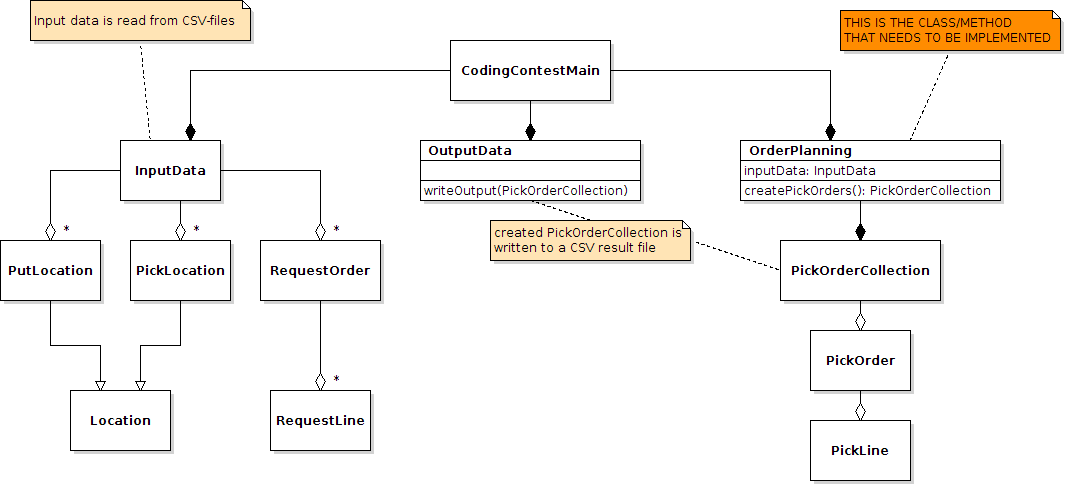 Input data is read from CSV-files
THIS IS THE CLASS/METHOD
THAT NEEDS TO BE IMPLEMENTED
CodingContestMain
InputData
OutputData
writeOutput(PickOrderCollection)
OrderPlanning
inputData: InputData
createPickOrders(): PickOrderCollection
created PickOrderCollection is
written to a CSV result file
*
*
*
PutLocation
PickLocation
RequestOrder
PickOrderCollection
PickOrder
*
Location
RequestLine
PickLine